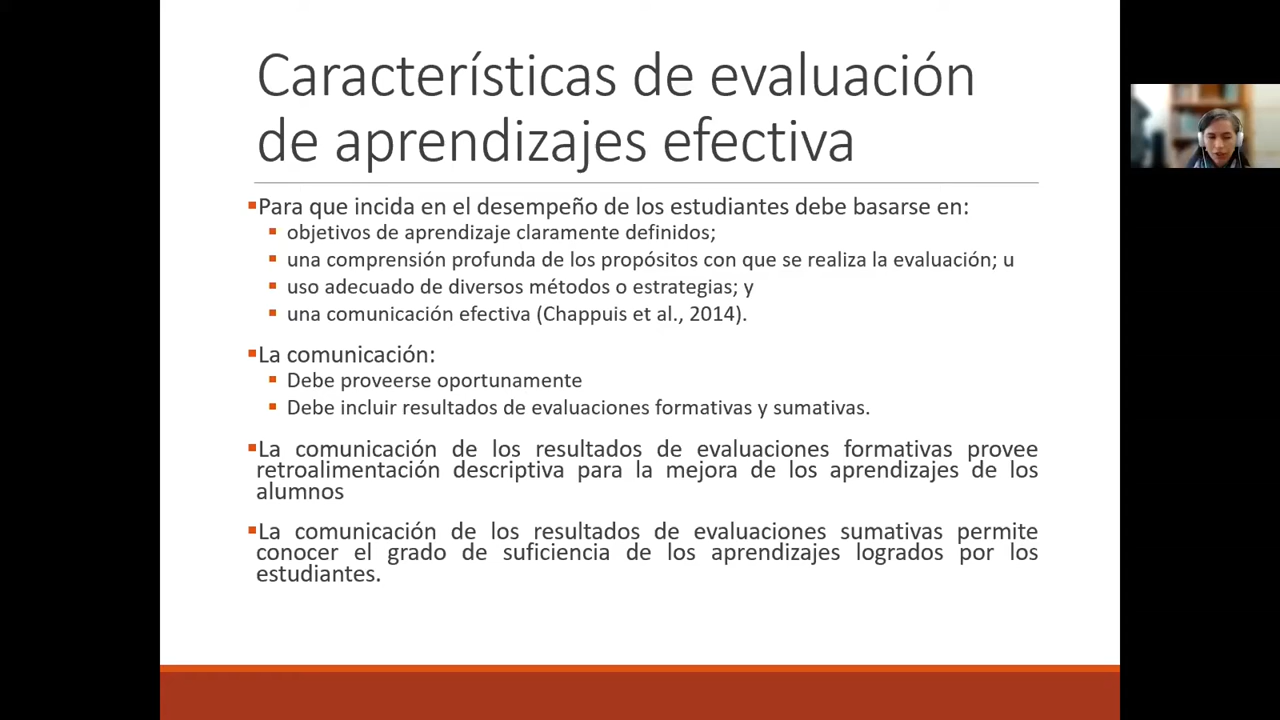 Características de evaluación
de aprendizajes efectiva
▪Para que incida en el desempeño de los estudiantes debe basarse en:
▪ objetivos de aprendizaje claramente definidos;
▪ una comprensión profunda de los propósitos con que se realiza la evaluación; u
▪ uso adecuado de diversos métodos o estrategias; y
▪ una comunicación efectiva (Chappuis et al., 2014).
▪La comunicación:
▪ Debe proveerse oportunamente
▪ Debe incluir resultados de evaluaciones formativas y sumativas.
▪La comunicación de los resultados de evaluaciones formativas provee
retroalimentación descriptiva para la mejora de los aprendizajes de los
alumnos
▪La comunicación de los resultados de evaluaciones sumativas permite
conocer el grado de suficiencia de los aprendizajes logrados por los
estudiantes.